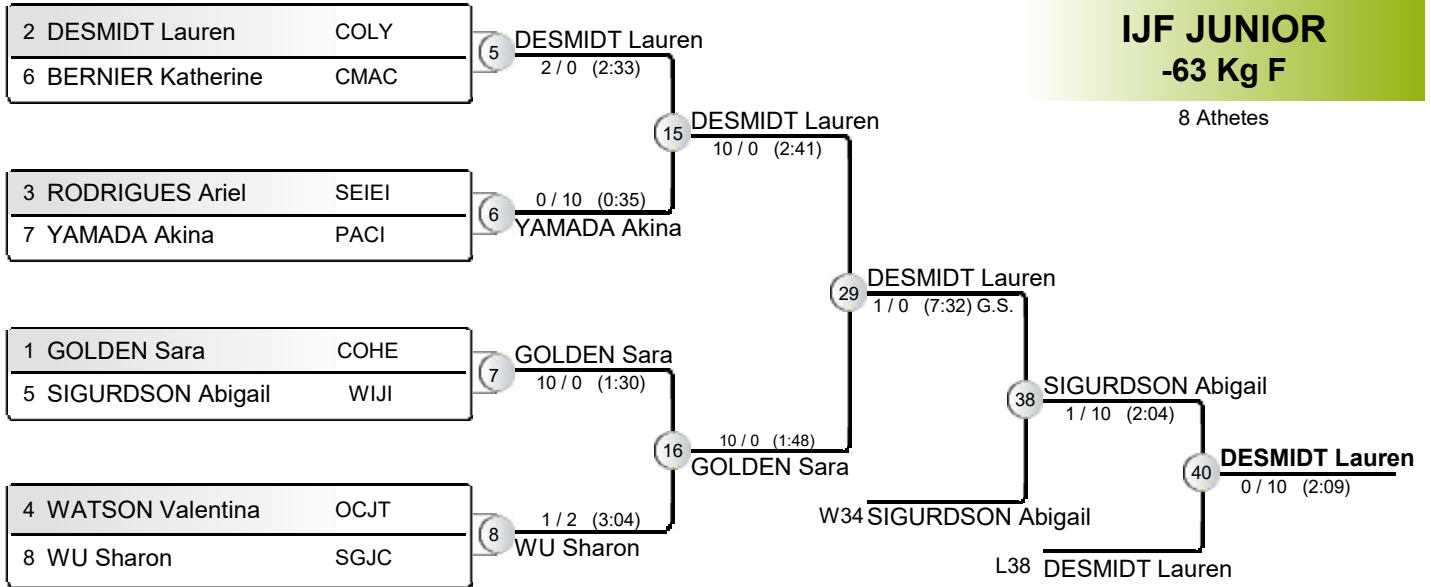 IJF JUNIOR
-63 Kg F
8 Athetes
2 DESMIDT Lauren COLY
6 BERNIER Katherine CMAC
5
DESMIDT Lauren
2 / 0 (2:33)
15
DESMIDT Lauren
10 / 0 (2:41)
3 RODRIGUES Ariel SEIEI
7 YAMADA Akina PACI
6
0 / 10 (0:35)
YAMADA Akina
29
DESMIDT Lauren
1 / 0 (7:32) G.S.
1 GOLDEN Sara COHE
5 SIGURDSON Abigail WIJI
7
GOLDEN Sara
10 / 0 (1:30)
16
10 / 0 (1:48)
GOLDEN Sara
4 WATSON Valentina OCJT
8 WU Sharon SGJC
8
1 / 2 (3:04)
WU Sharon
38
SIGURDSON Abigail
1 / 10 (2:04)
W34 SIGURDSON Abigail
40
DESMIDT Lauren
0 / 10 (2:09)
L38 DESMIDT Lauren